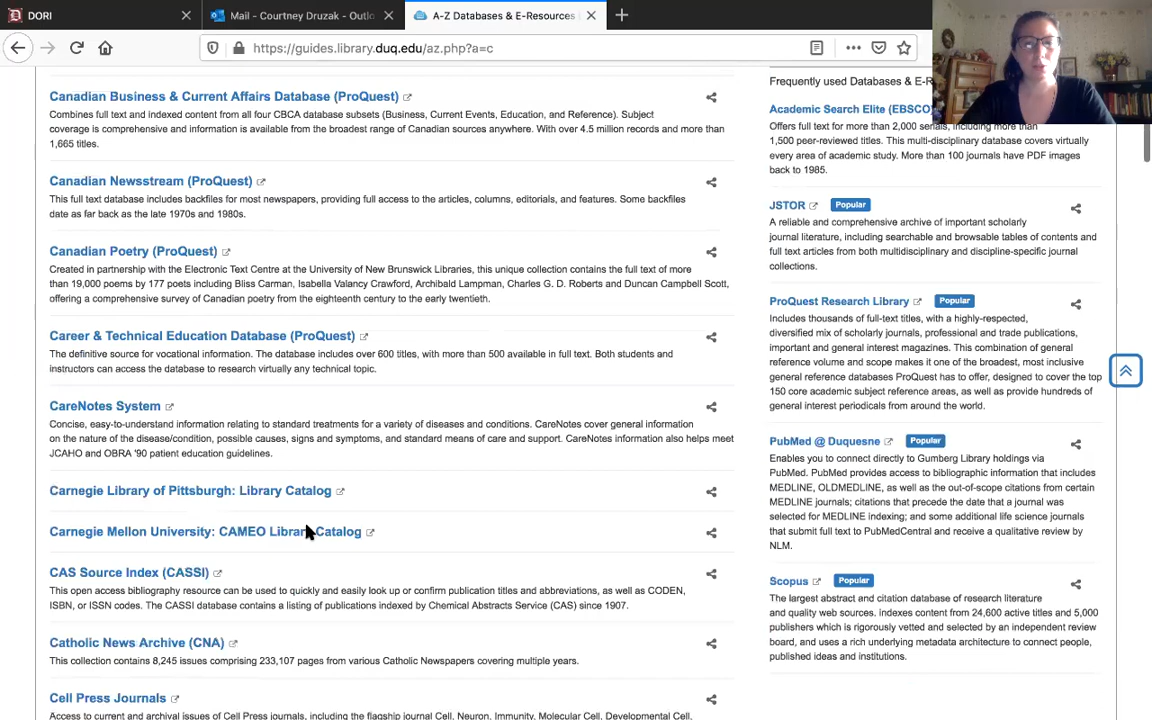 DORI
Mail - Courtney Druzak - Outlo
A-Z Databases & E-Resources
https://guides.library.duq.edu/az.php?a=c
Canadian Business & Current Affairs Database (ProQuest)
Combines full text and indexed content from all four CBCA database subsets (Business, Current Events, Education, and Reference). Subject
coverage is comprehensive and information is available from the broadest range of Canadian sources anywhere. With over 4.5 million records and more than
1,665 titles.
Canadian Newsstream (ProQuest)
This full text database includes backfiles for most newspapers, providing full access to the articles, columns, editorials, and features. Some backfiles
date as far back as the late 1970s and 1980s.
Canadian Poetry (ProQuest)
Created in partnership with the Electronic Text Centre at the University of New Brunswick Libraries, this unique collection contains the full text of more
than 19,000 poems by 177 poets including Bliss Carman, Isabella Valancy Crawford, Archibald Lampman, Charles G. D. Roberts and Duncan Campbell Scott,
offering a comprehensive survey of Canadian poetry from the eighteenth century to the early twentieth.
Career & Technical Education Database (ProQuest)
The definitive source for vocational information. The database includes over 600 titles, with more than 500 available in full text. Both students and
instructors can access the database to research virtually any technical topic.
CareNotes System
Concise, easy-to-understand information relating to standard treatments for a variety of diseases and conditions. CareNotes cover general information
on the nature of the disease/condition, possible causes, signs and symptoms, and standard means of care and support. CareNotes information also helps meet
JCAHO and OBRA '90 patient education guidelines.
Carnegie Library of Pittsburgh: Library Catalog
Carnegie Mellon University: CAMEO Library Catalog
CAS Source Index (CASSI)
This open access bibliography resource can be used to quickly and easily look up or confirm publication titles and abbreviations, as well as CODEN,
ISBN, or ISSN codes. The CASSI database contains a listing of publications indexed by Chemical Abstracts Service (CAS) since 1907.
Catholic News Archive (CNA)
This collection contains 8,245 issues comprising 233,107 pages from various Catholic Newspapers covering multiple years.
Cell Press Journals
Access to current and archival issues of Cell Press journals, including the flagship journal Cell, Neuron, Immunity, Molecular Cell, Developmental Cell,
Frequently used Databases & E-R
Academic Search Elite (EBSCO
Offers full text for more than 2,000 serials, including more than
1,500 peer-reviewed titles. This multi-disciplinary database covers virtually
every area of academic study. More than 100 journals have PDF images
back to 1985.
JSTOR Popular
A reliable and comprehensive archive of important scholarly
journal literature, including searchable and browsable tables of contents and
full text articles from both multidisciplinary and discipline-specific journal
collections.
ProQuest Research Library Popular
Includes thousands of full-text titles, with a highly-respected,
diversified mix of scholarly journals, professional and trade publications,
important and general interest magazines. This combination of general
reference volume and scope makes it one of the broadest, most inclusive
general reference databases ProQuest has to offer, designed to cover the top
150 core academic subject reference areas, as well as provide hundreds of
general interest periodicals from around the world.
PubMed @ Duquesne Popular
Enables you to connect directly to Gumberg Library holdings via
PubMed. PubMed provides access to bibliographic information that includes
MEDLINE, OLDMEDLINE, as well as the out-of-scope citations from certain
MEDLINE journals; citations that precede the date that a journal was
selected for MEDLINE indexing; and some additional life science journals
that submit full text to PubMedCentral and receive a qualitative review by
NLM.
Scopus Popular
The largest abstract and citation database of research literature
and quality web sources. indexes content from 24,600 active titles and 5,000
publishers which is rigorously vetted and selected by an independent review
board, and uses a rich underlying metadata architecture to connect people,
published ideas and institutions.